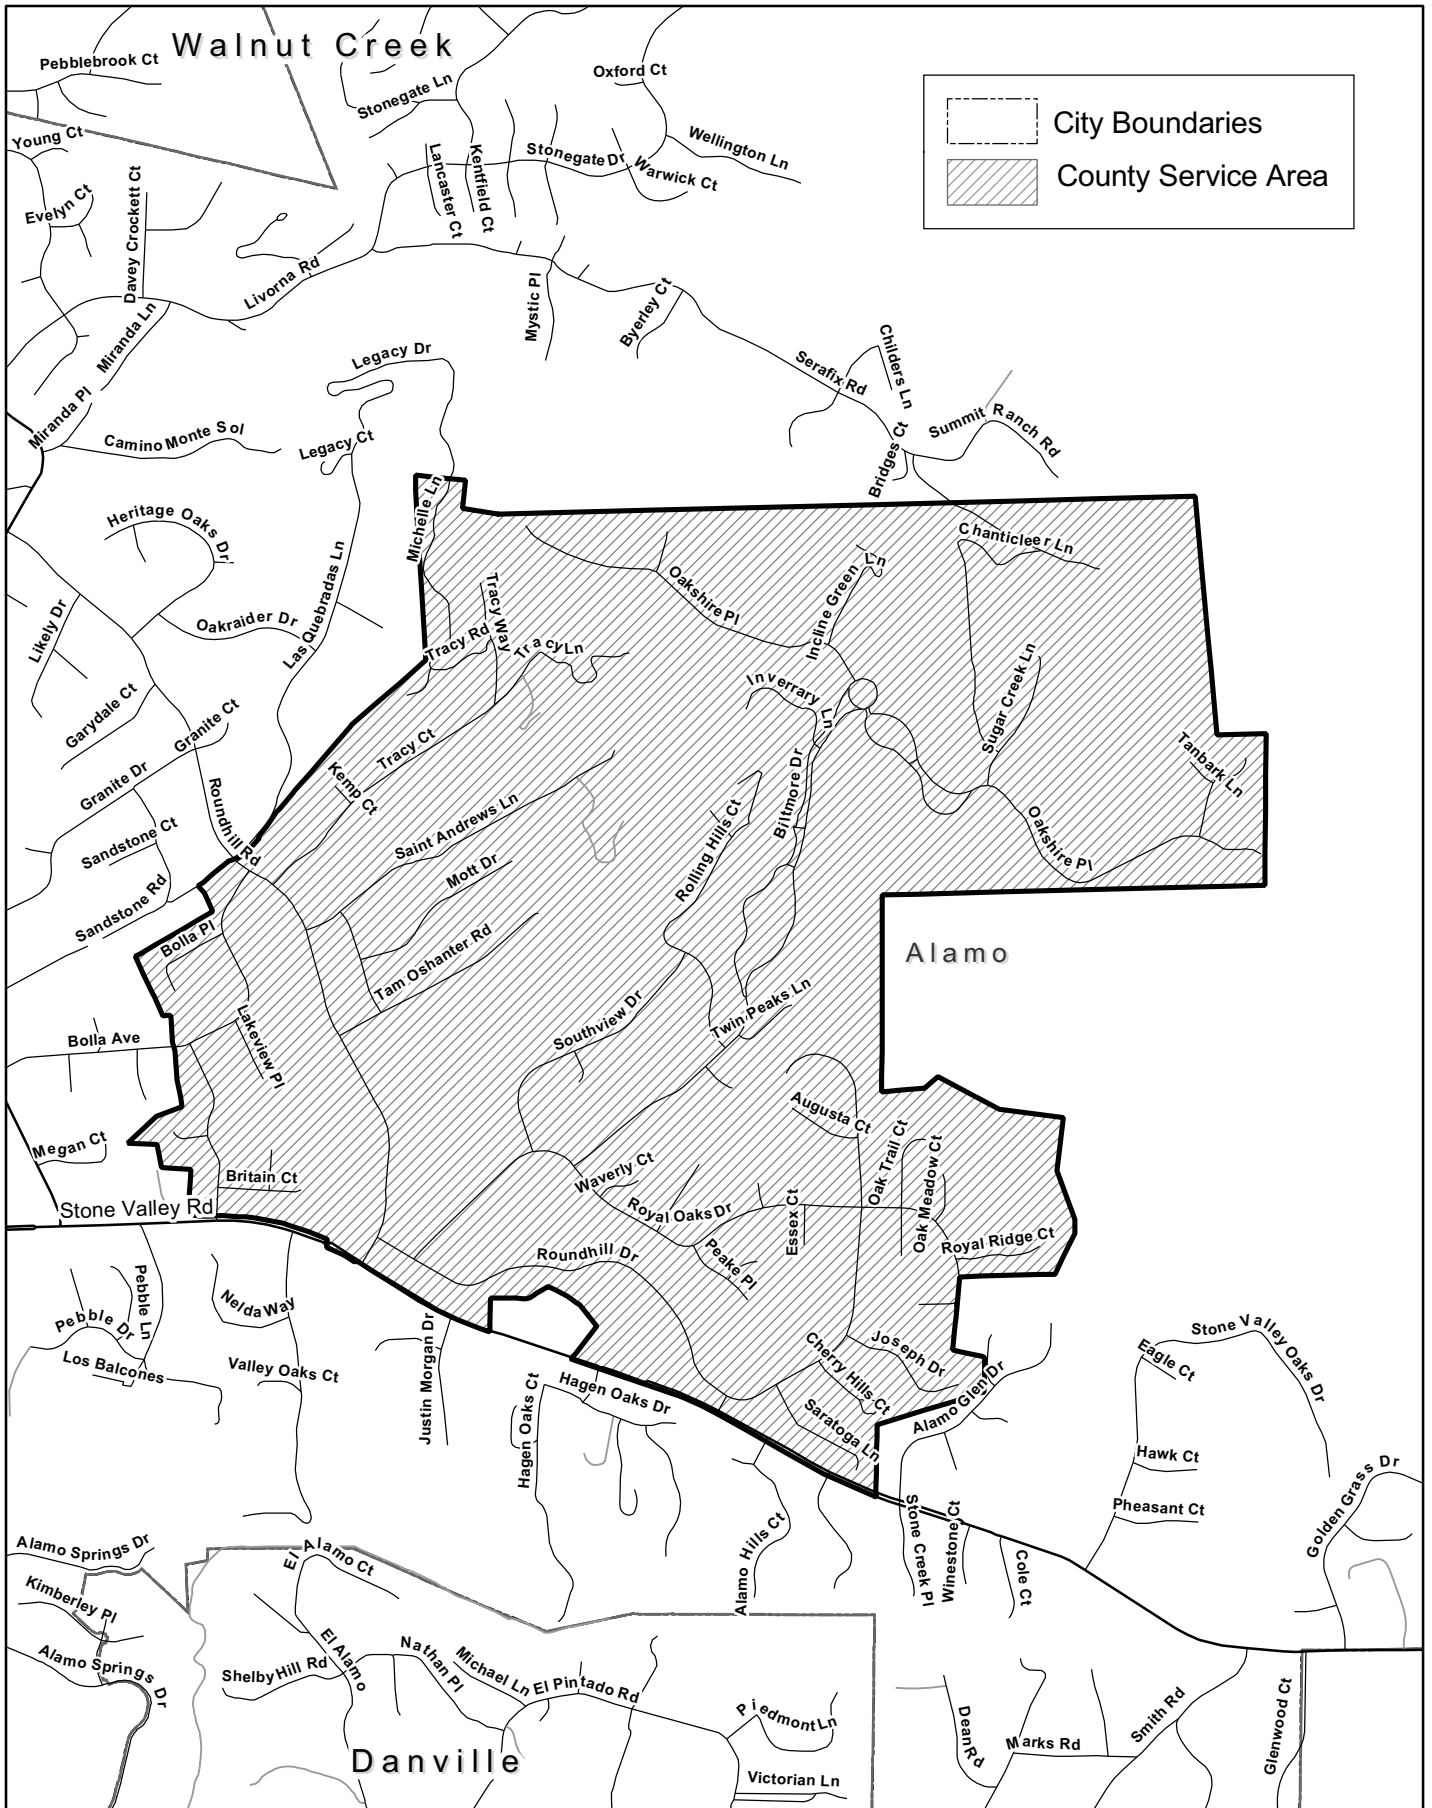 Walnut Creek
Pebblebrook Ct
Oxford Ct
Stonegate Ln
City Boundaries
County Service Area
Young Ct
Wellington Ln
Stonegate Dr
Warwick Ct
Lancaster Ct
Kentfield Ct
Evelyn Ct
Davey Crockett Ct
Livorna Rd
Mystic Pl
Byerley Ct
Miranda Ln
Legacy Dr
Serafix Rd
Childers Ln
Miranda Pl
Camino Monte Sol
Legacy Ct
Summit Ranch Rd
Bridges Ct
Michelle Ln
Heritage Oaks Dr
Chanticleer Ln
Las Quebradas Ln
Tracy Way
Oakshire Pl
Incline Green Ln
Likely Dr
Oakraider Dr
Tracy Rd
Tracy Ln
Inverrary Ln
Sugar Creek Ln
Garydale Ct
Granite Ct
Tracy Ct
Tanbark Ln
Granite Dr
Kemp Ct
Biltmore Dr
Roundhill Rd
Saint Andrews Ln
Rolling Hills Ct
Oakshire Pl
Sandstone Ct
Mott Dr
Sandstone Rd
Bolla Pl
Tam Oshanter Rd
Alamo
Southview Dr
Twin Peaks Ln
Bolla Ave
Lakeview Pl
Augusta Ct
Megan Ct
Oak Trail Ct
Oak Meadow Ct
Britain Ct
Waverly Ct
Stone Valley Rd
Royal Oaks Dr
Essex Ct
Royal Ridge Ct
Roundhill Dr
Peake Pl
Pebble Ln
Nelda Way
Pebble Dr
Stone Valley Oaks Dr
Los Balcones
Valley Oaks Ct
Justin Morgan Dr
Cherry Hills Ct
Joseph Dr
Eagle Ct
Hagen Oaks Dr
Hagen Oaks Ct
Alamo Glen Dr
Saratoga Ln
Hawk Ct
Golden Grass Dr
Pheasant Ct
Stone Creek Pl
Winestone Ct
Alamo Hills Ct
Cole Ct
Alamo Springs Dr
El Alamo Ct
Kimberley Pl
El Alamo
Nathan Pl
Alamo Springs Dr
Shelby Hill Rd
Michael Ln
El Pintado Rd
Piedmont Ln
Dean Rd
Marks Rd
Smith Rd
Glenwood Ct
Danville
Victorian Ln